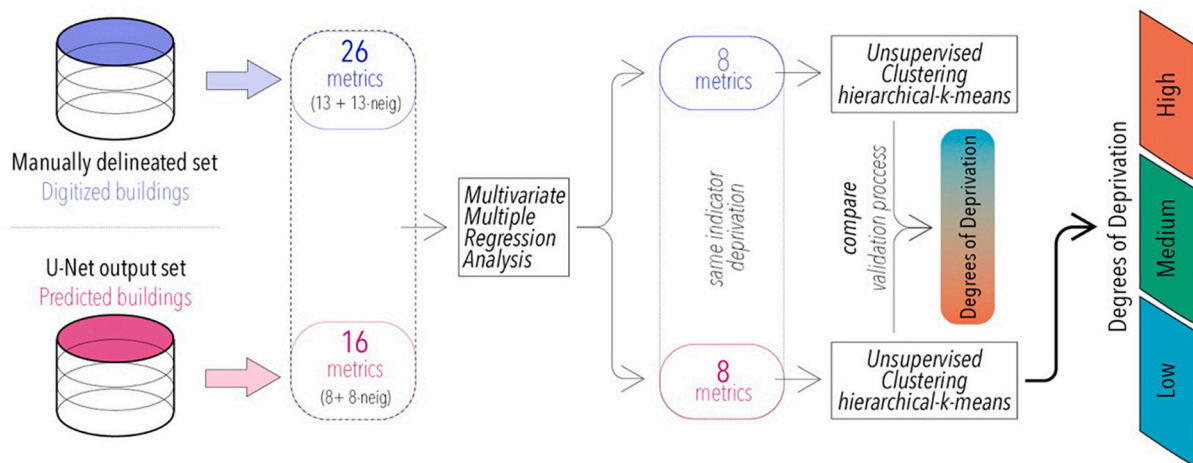 Manually delineated set
Digitized buildings
U-Net output set
Predicted buildings
26
metrics
(13 + 13-neig)
16
metrics
(8+ 8-neig)
Multivariate
Multiple
Regression
Analysis
8
metrics
same indicator
deprivation
8
metrics
Unsupervised
Clustering
hierarchical-k-means
compare
validation proccess
Degrees of Deprivation
Unsupervised
Clustering
hierarchical-k-means
Degrees of Deprivation
High
Medium
Low